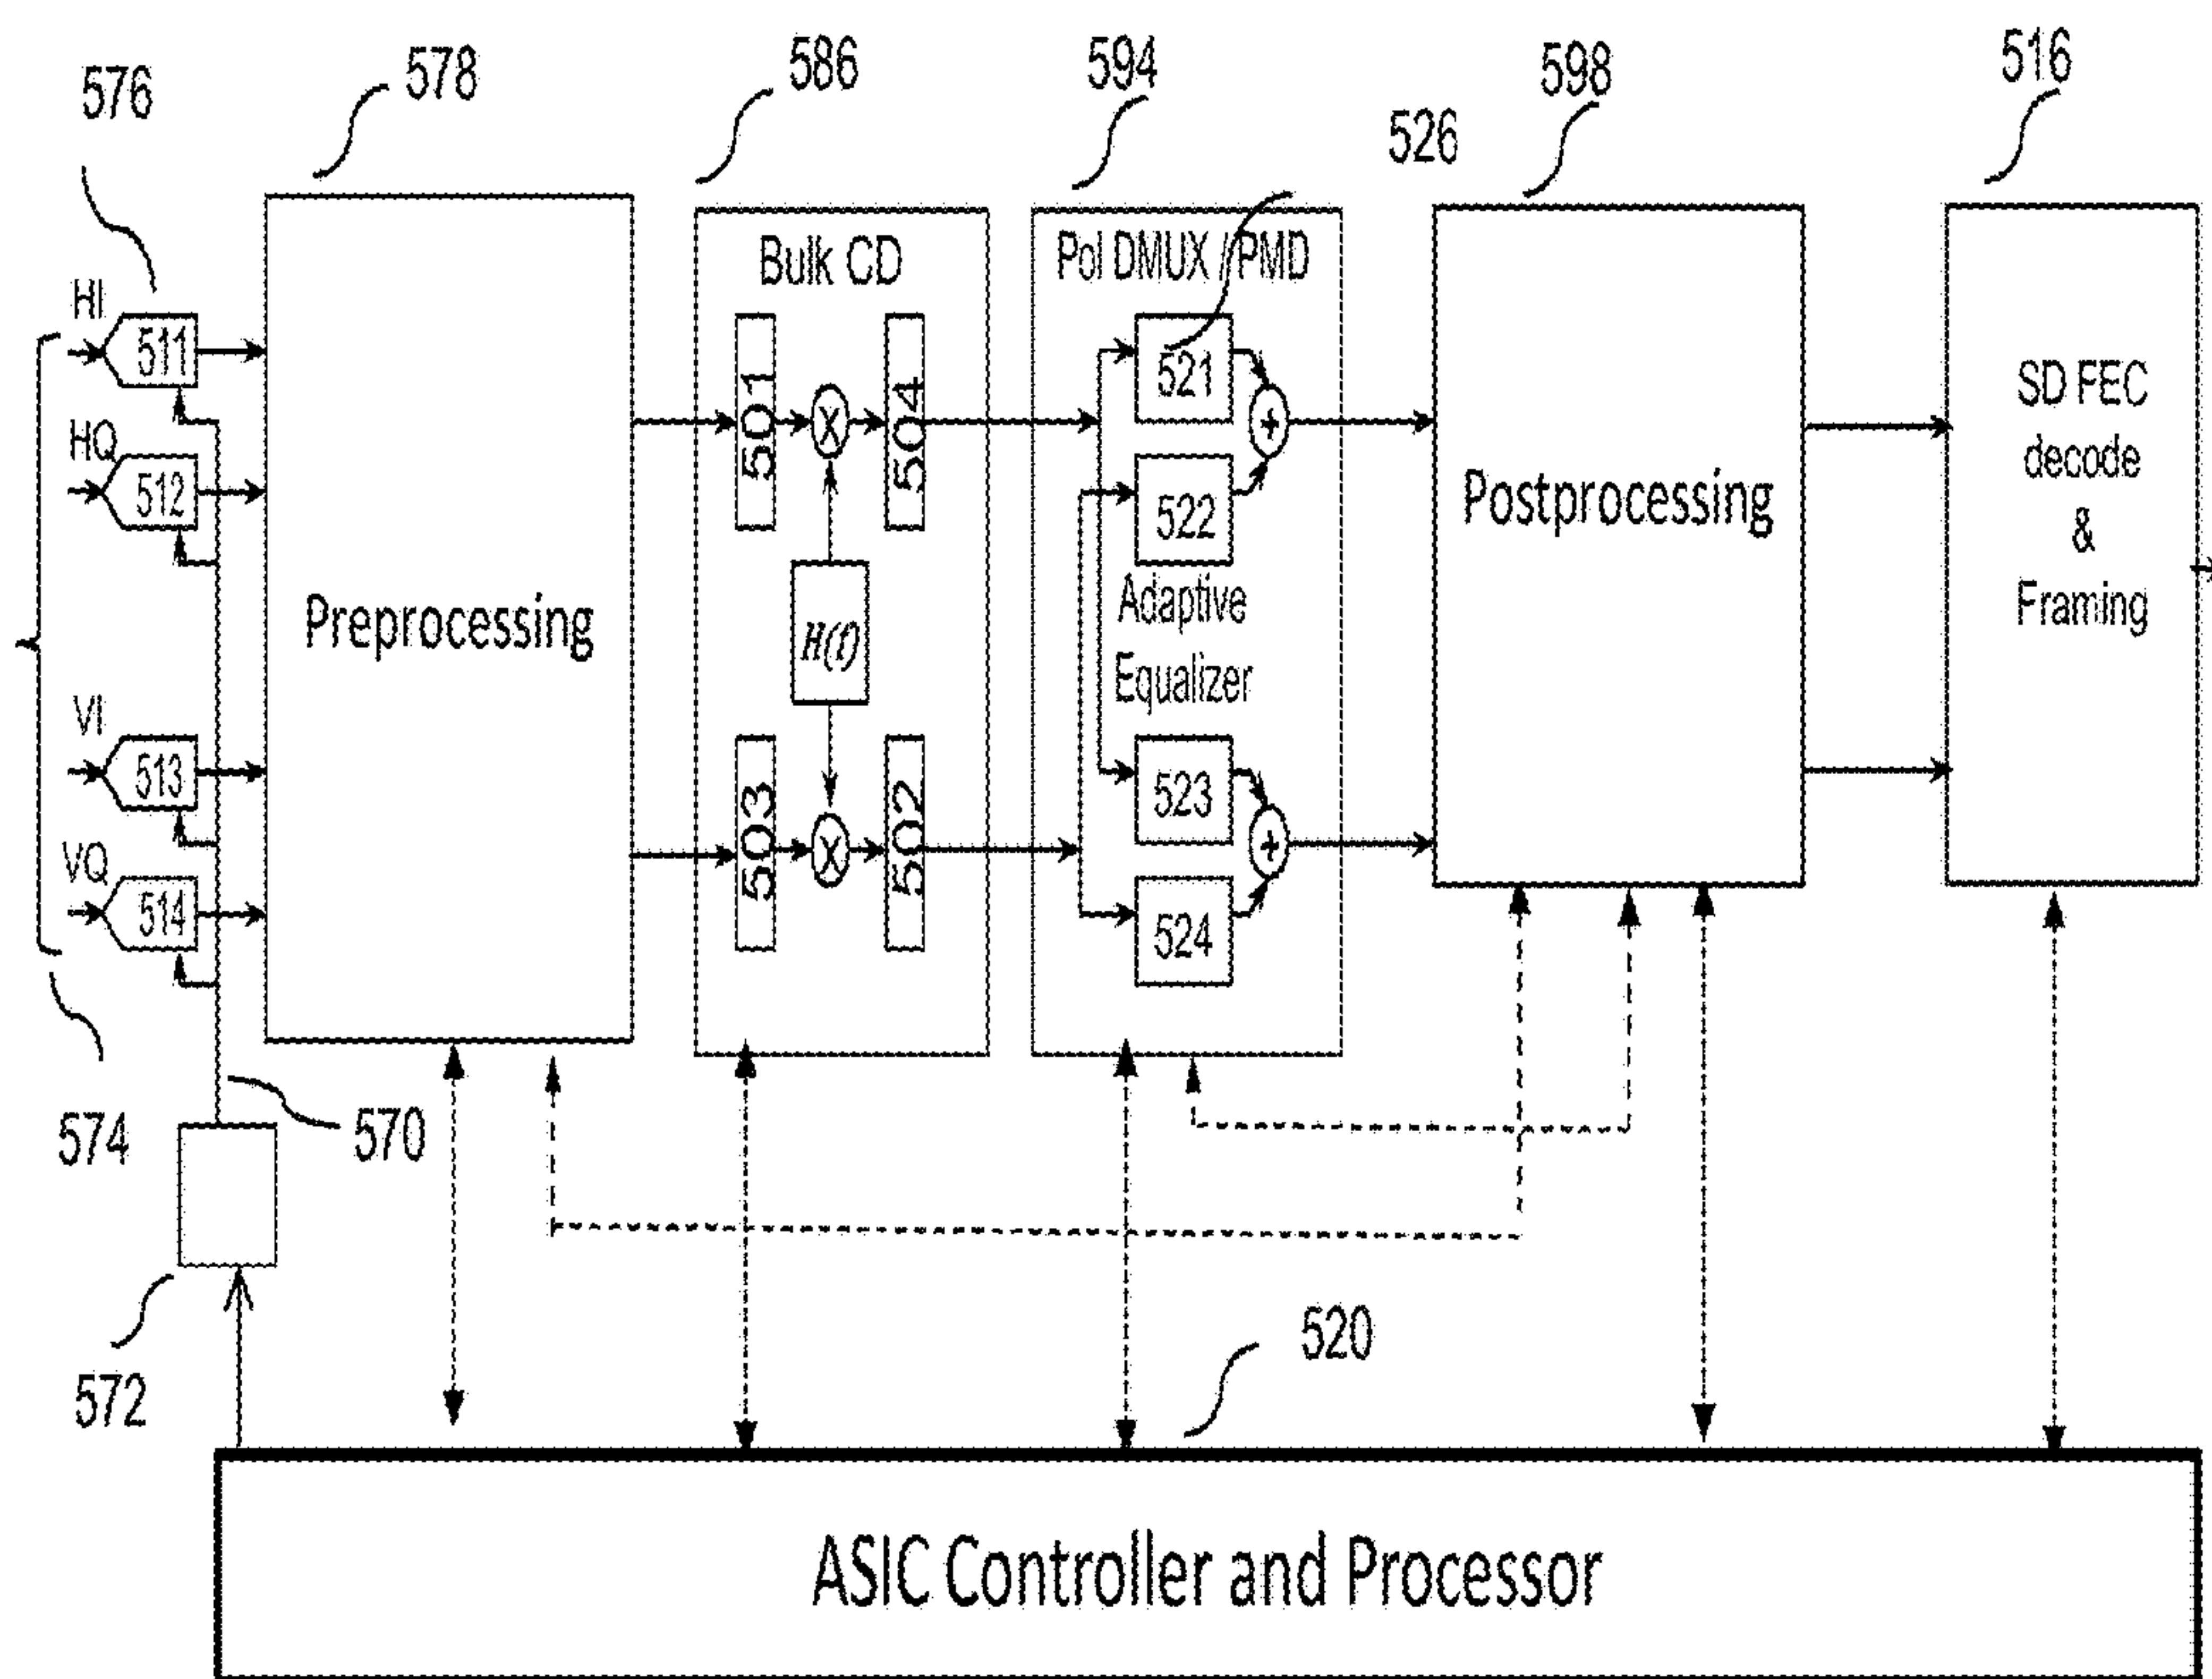 576
578
586
594
526
598
516
HI
HQ
VI
VQ
511
512
513
514
Preprocessing
Bulk CD
501
504
H(f)
503
502
Pol DMUX / PMD
521
522
Adaptive
Equalizer
523
524
Postprocessing
SD FEC
decode
&
Framing
574
570
572
520
ASIC Controller and Processor